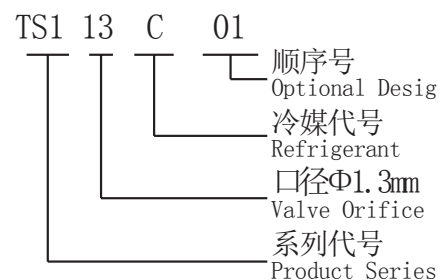 TS1 13 C 01
顺序号
Optional Desig
冷媒代号
Refrigerant
口径Φ1.3mm
Valve Orifice
系列代号
Product Series